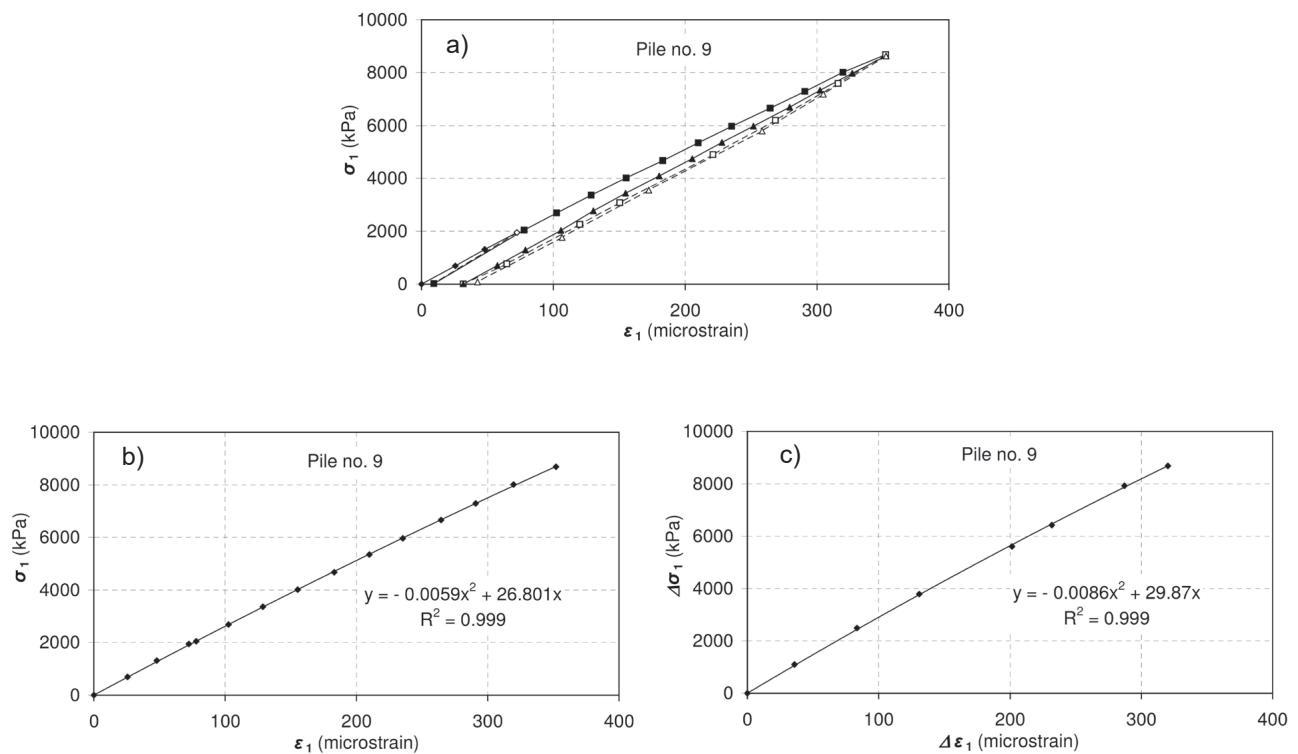 a)
Pile no. 9
10000
8000
6000
4000
2000
0
σ1 (kPa)
0 100 200 300 400
ε1 (microstrain)
b)
Pile no. 9
10000
8000
6000
4000
2000
0
σ1 (kPa)
y = - 0.0059x² + 26.801x
R² = 0.999
0 100 200 300 400
ε1 (microstrain)
c)
Pile no. 9
10000
8000
6000
4000
2000
0
Δσ1 (kPa)
y = - 0.0086x² + 29.87x
R² = 0.999
0 100 200 300 400
Δε1 (microstrain)